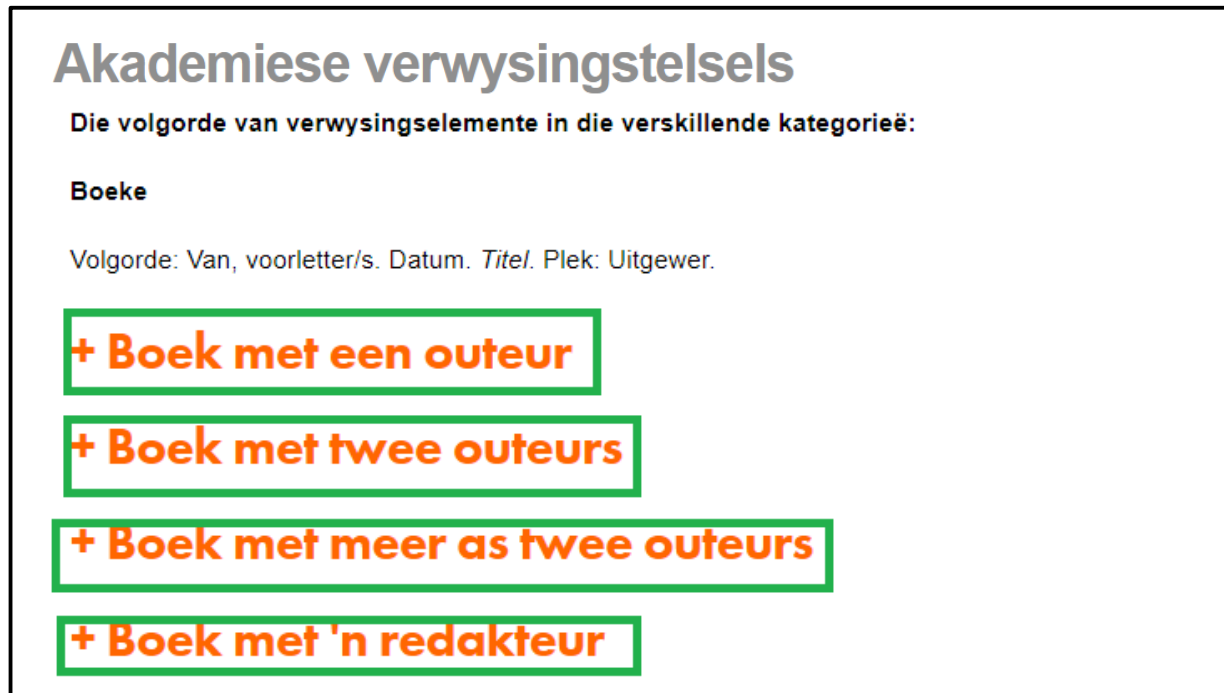 Akademiese verwysingstelsels
Die volgorde van verwysingselemente in die verskillende kategorieë:
Boeke
Volgorde: Van, voorletter/s. Datum. Titel. Plek: Uitgewer.
+ Boek met een outeur
+ Boek met twee outeurs
+ Boek met meer as twee outeurs
+ Boek met 'n redakteur